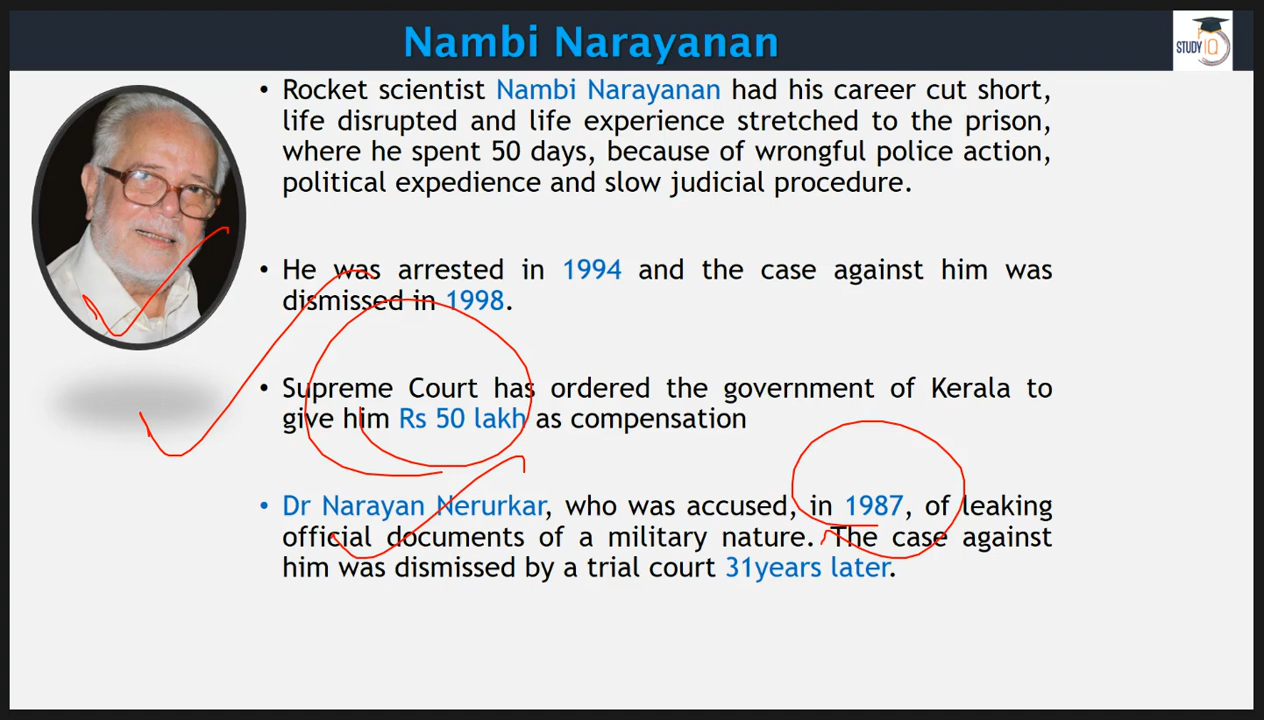 Nambi Narayanan
STUDY IQ
• Rocket scientist Nambi Narayanan had his career cut short,
life disrupted and life experience stretched to the prison,
where he spent 50 days, because of wrongful police action,
political expedience and slow judicial procedure.
• He was arrested in 1994 and the case against him was
dismissed in 1998.
• Supreme Court has ordered the government of Kerala to
give him Rs 50 lakh as compensation
• Dr Narayan Nerurkar, who was accused, in 1987, of leaking
official documents of a military nature. The case against
him was dismissed by a trial court 31years later.